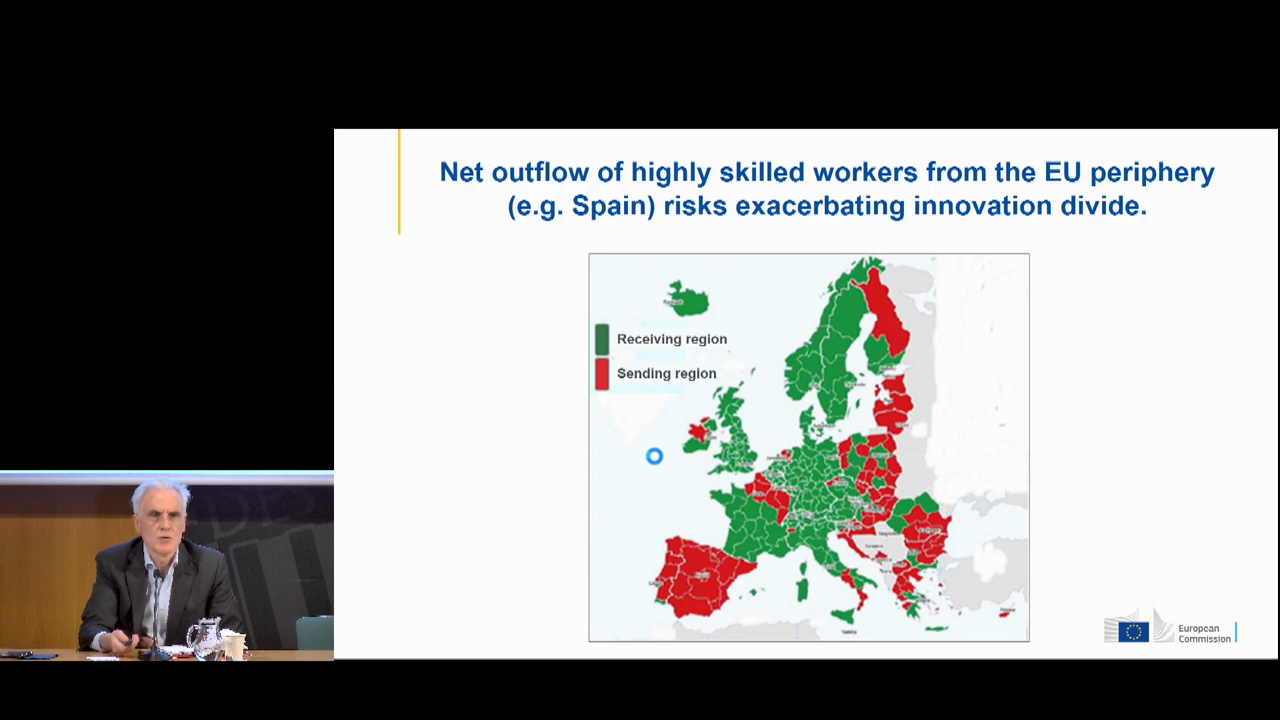 Net outflow of highly skilled workers from the EU periphery
(e.g. Spain) risks exacerbating innovation divide.
Receiving region
Sending region
European
Commission